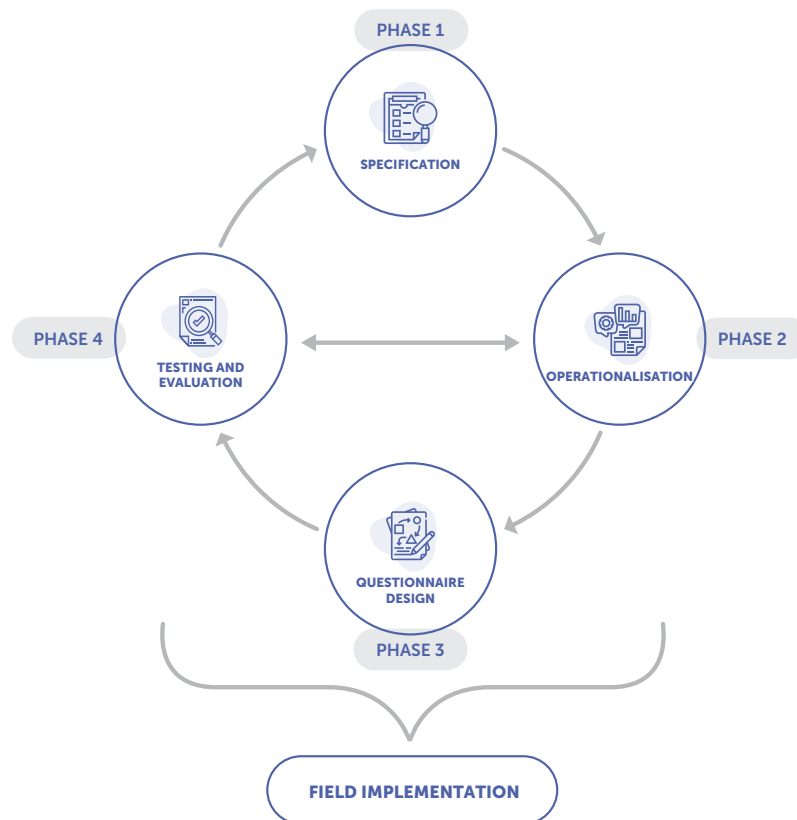 PHASE 1
SPECIFICATION
PHASE 4
TESTING AND
EVALUATION
OPERATIONALISATION
PHASE 2
QUESTIONNAIRE
DESIGN
PHASE 3
FIELD IMPLEMENTATION